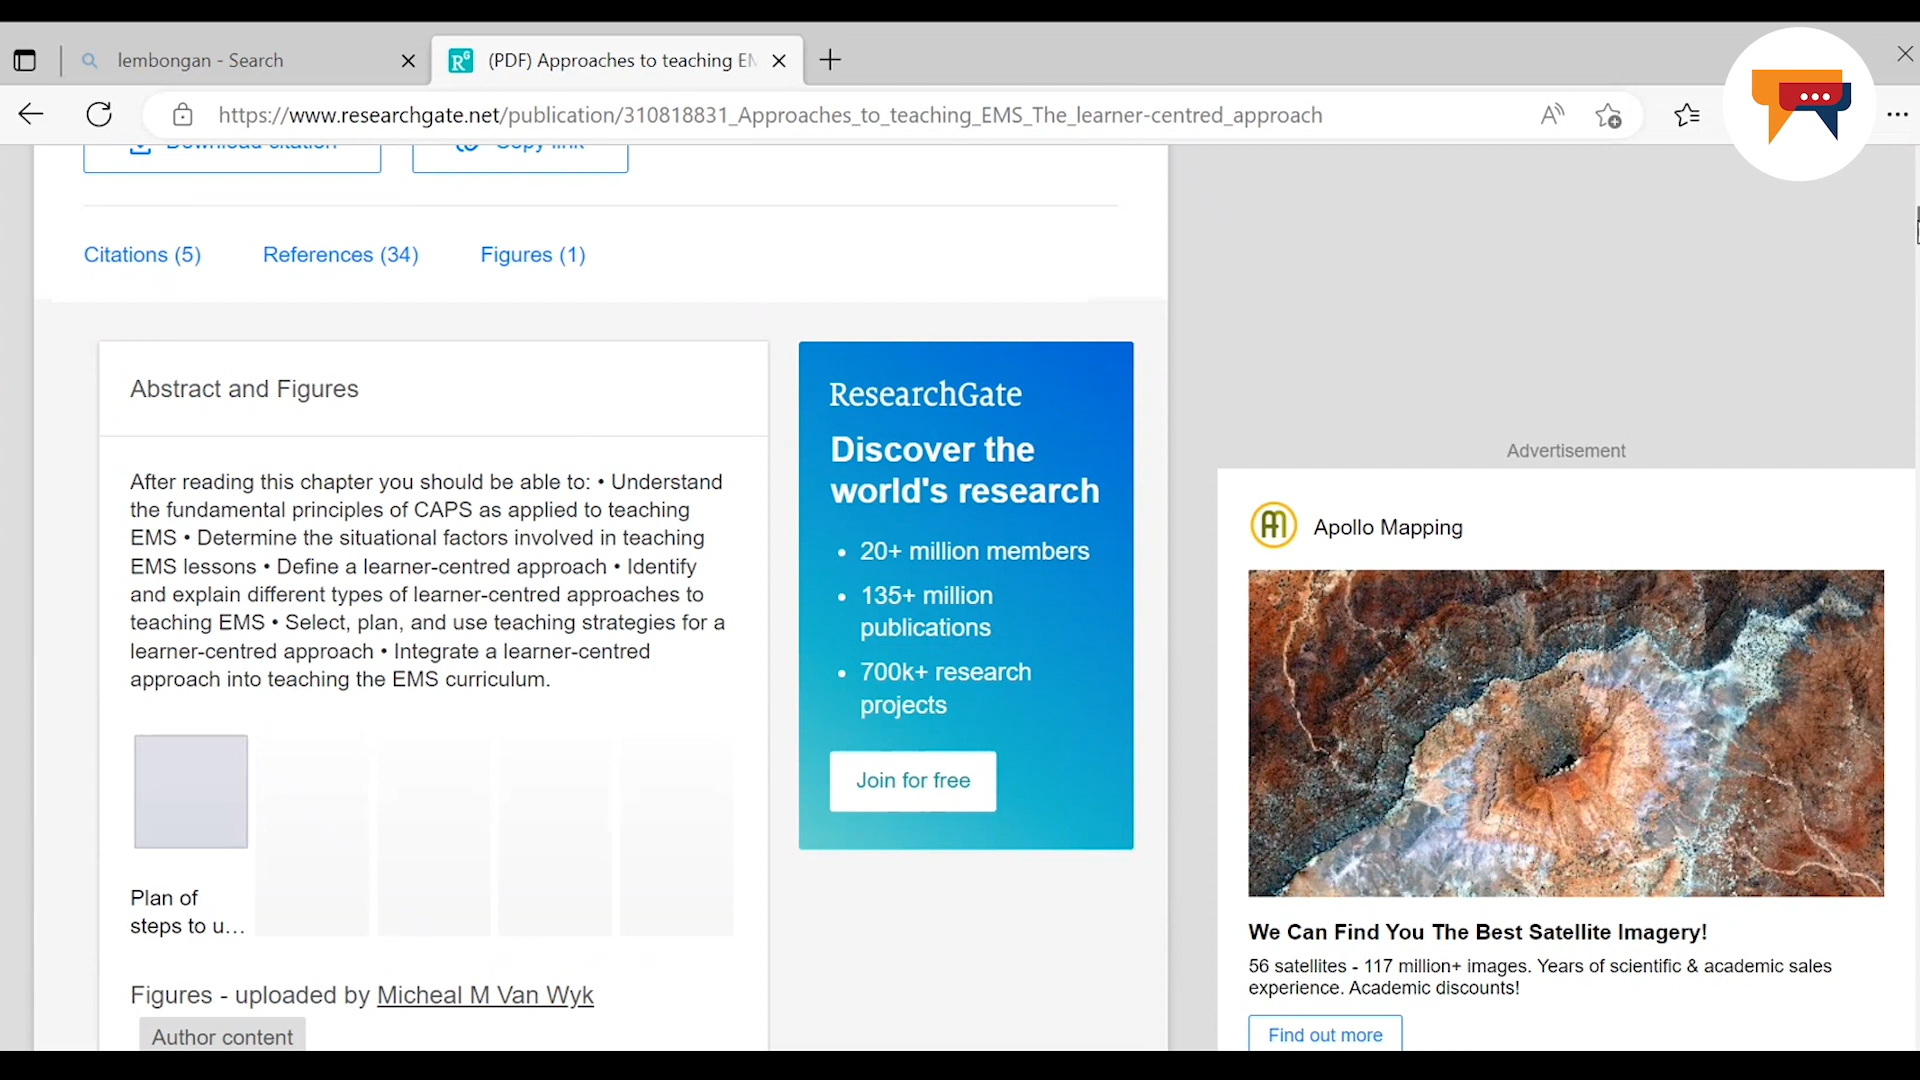 lembongan - Search
(PDF) Approaches to teaching EM
https://www.researchgate.net/publication/310818831_Approaches_to_teaching_EMS_The_learner-centred_approach
Download citation
Copy link
Citations (5)
References (34)
Figures (1)
Abstract and Figures
After reading this chapter you should be able to: • Understand
the fundamental principles of CAPS as applied to teaching
EMS • Determine the situational factors involved in teaching
EMS lessons • Define a learner-centred approach • Identify
and explain different types of learner-centred approaches to
teaching EMS • Select, plan, and use teaching strategies for a
learner-centred approach • Integrate a learner-centred
approach into teaching the EMS curriculum.
Plan of
steps to u...
Figures - uploaded by Micheal M Van Wyk
Author content
ResearchGate
Discover the
world's research
• 20+ million members
• 135+ million
publications
• 700k+ research
projects
Join for free
Advertisement
Apollo Mapping
We Can Find You The Best Satellite Imagery!
56 satellites - 117 million+ images. Years of scientific & academic sales
experience. Academic discounts!
Find out more